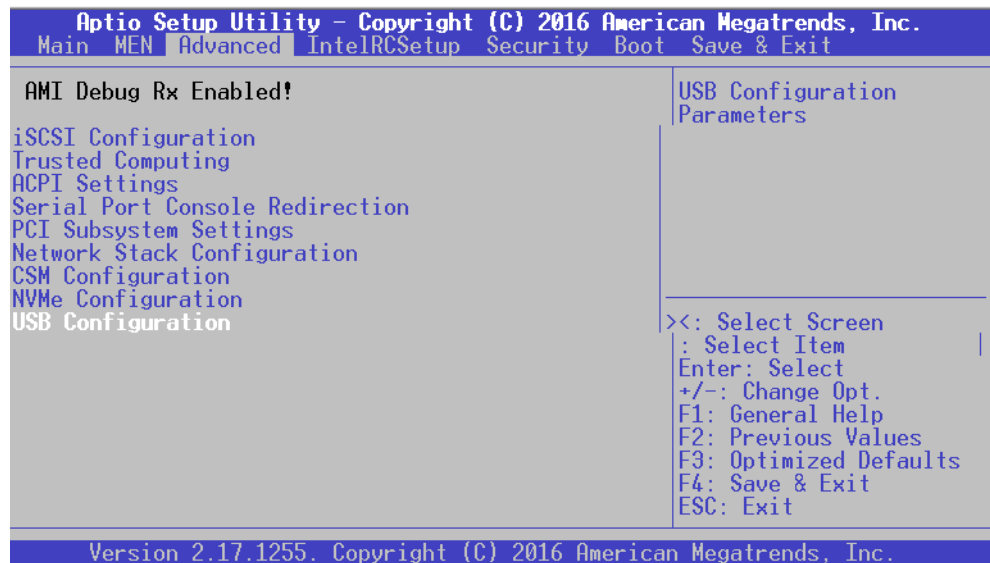 Aptio Setup Utility – Copyright (C) 2016 American Megatrends, Inc.
Main MEN Advanced IntelRCSetup Security Boot Save & Exit
AMI Debug Rx Enabled!
iSCSI Configuration
Trusted Computing
ACPI Settings
Serial Port Console Redirection
PCI Subsystem Settings
Network Stack Configuration
CSM Configuration
NVMe Configuration
USB Configuration
USB Configuration
Parameters
><: Select Screen
: Select Item
Enter: Select
+/-: Change Opt.
F1: General Help
F2: Previous Values
F3: Optimized Defaults
F4: Save & Exit
ESC: Exit
Version 2.17.1255. Copyright (C) 2016 American Megatrends, Inc.